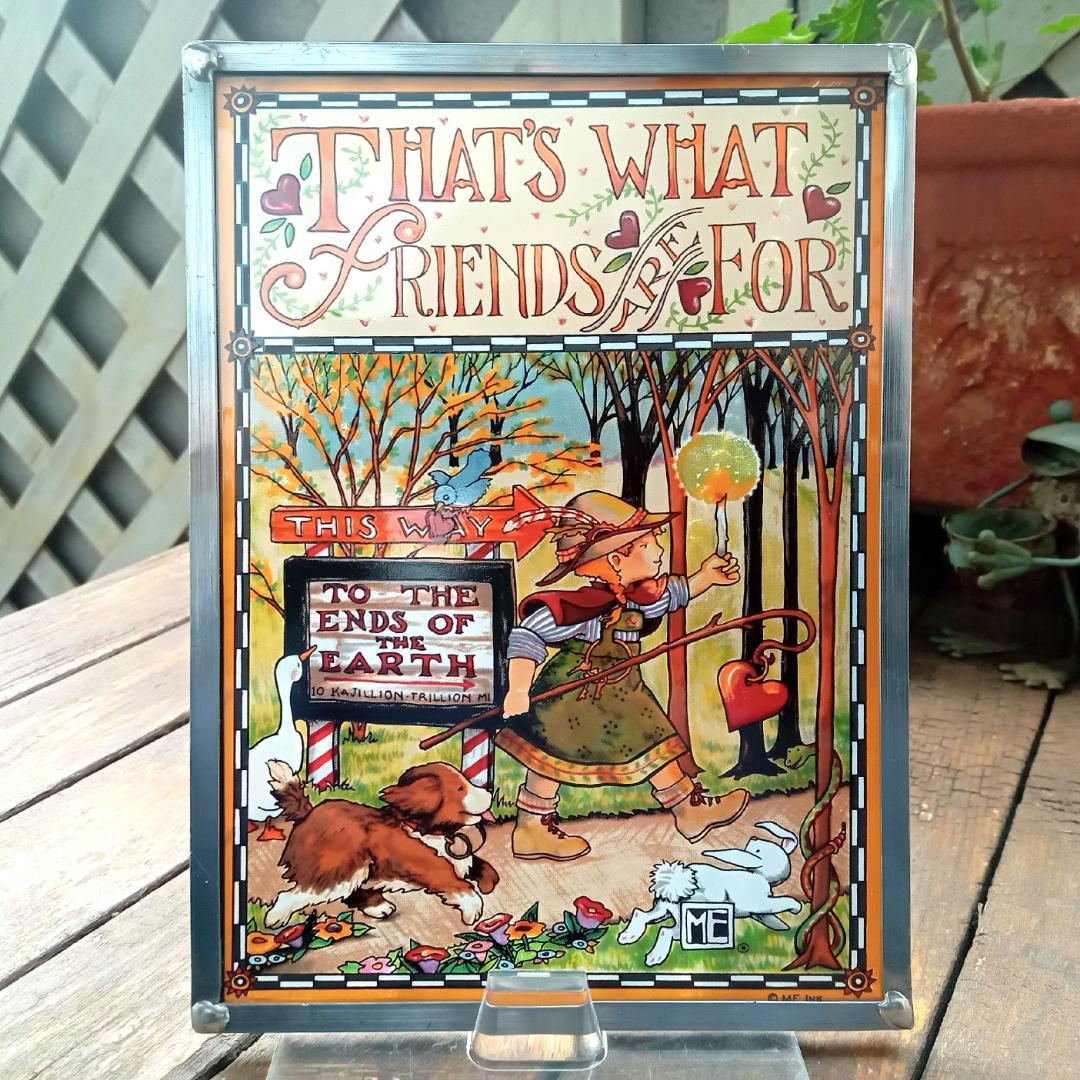 THAT'S WHAT
FRIENDS ARE FOR
THIS WAY
TO THE
ENDS OF
THE
EARTH
10 KAJILLION-TRILLION MI
ME
®
© ME INK